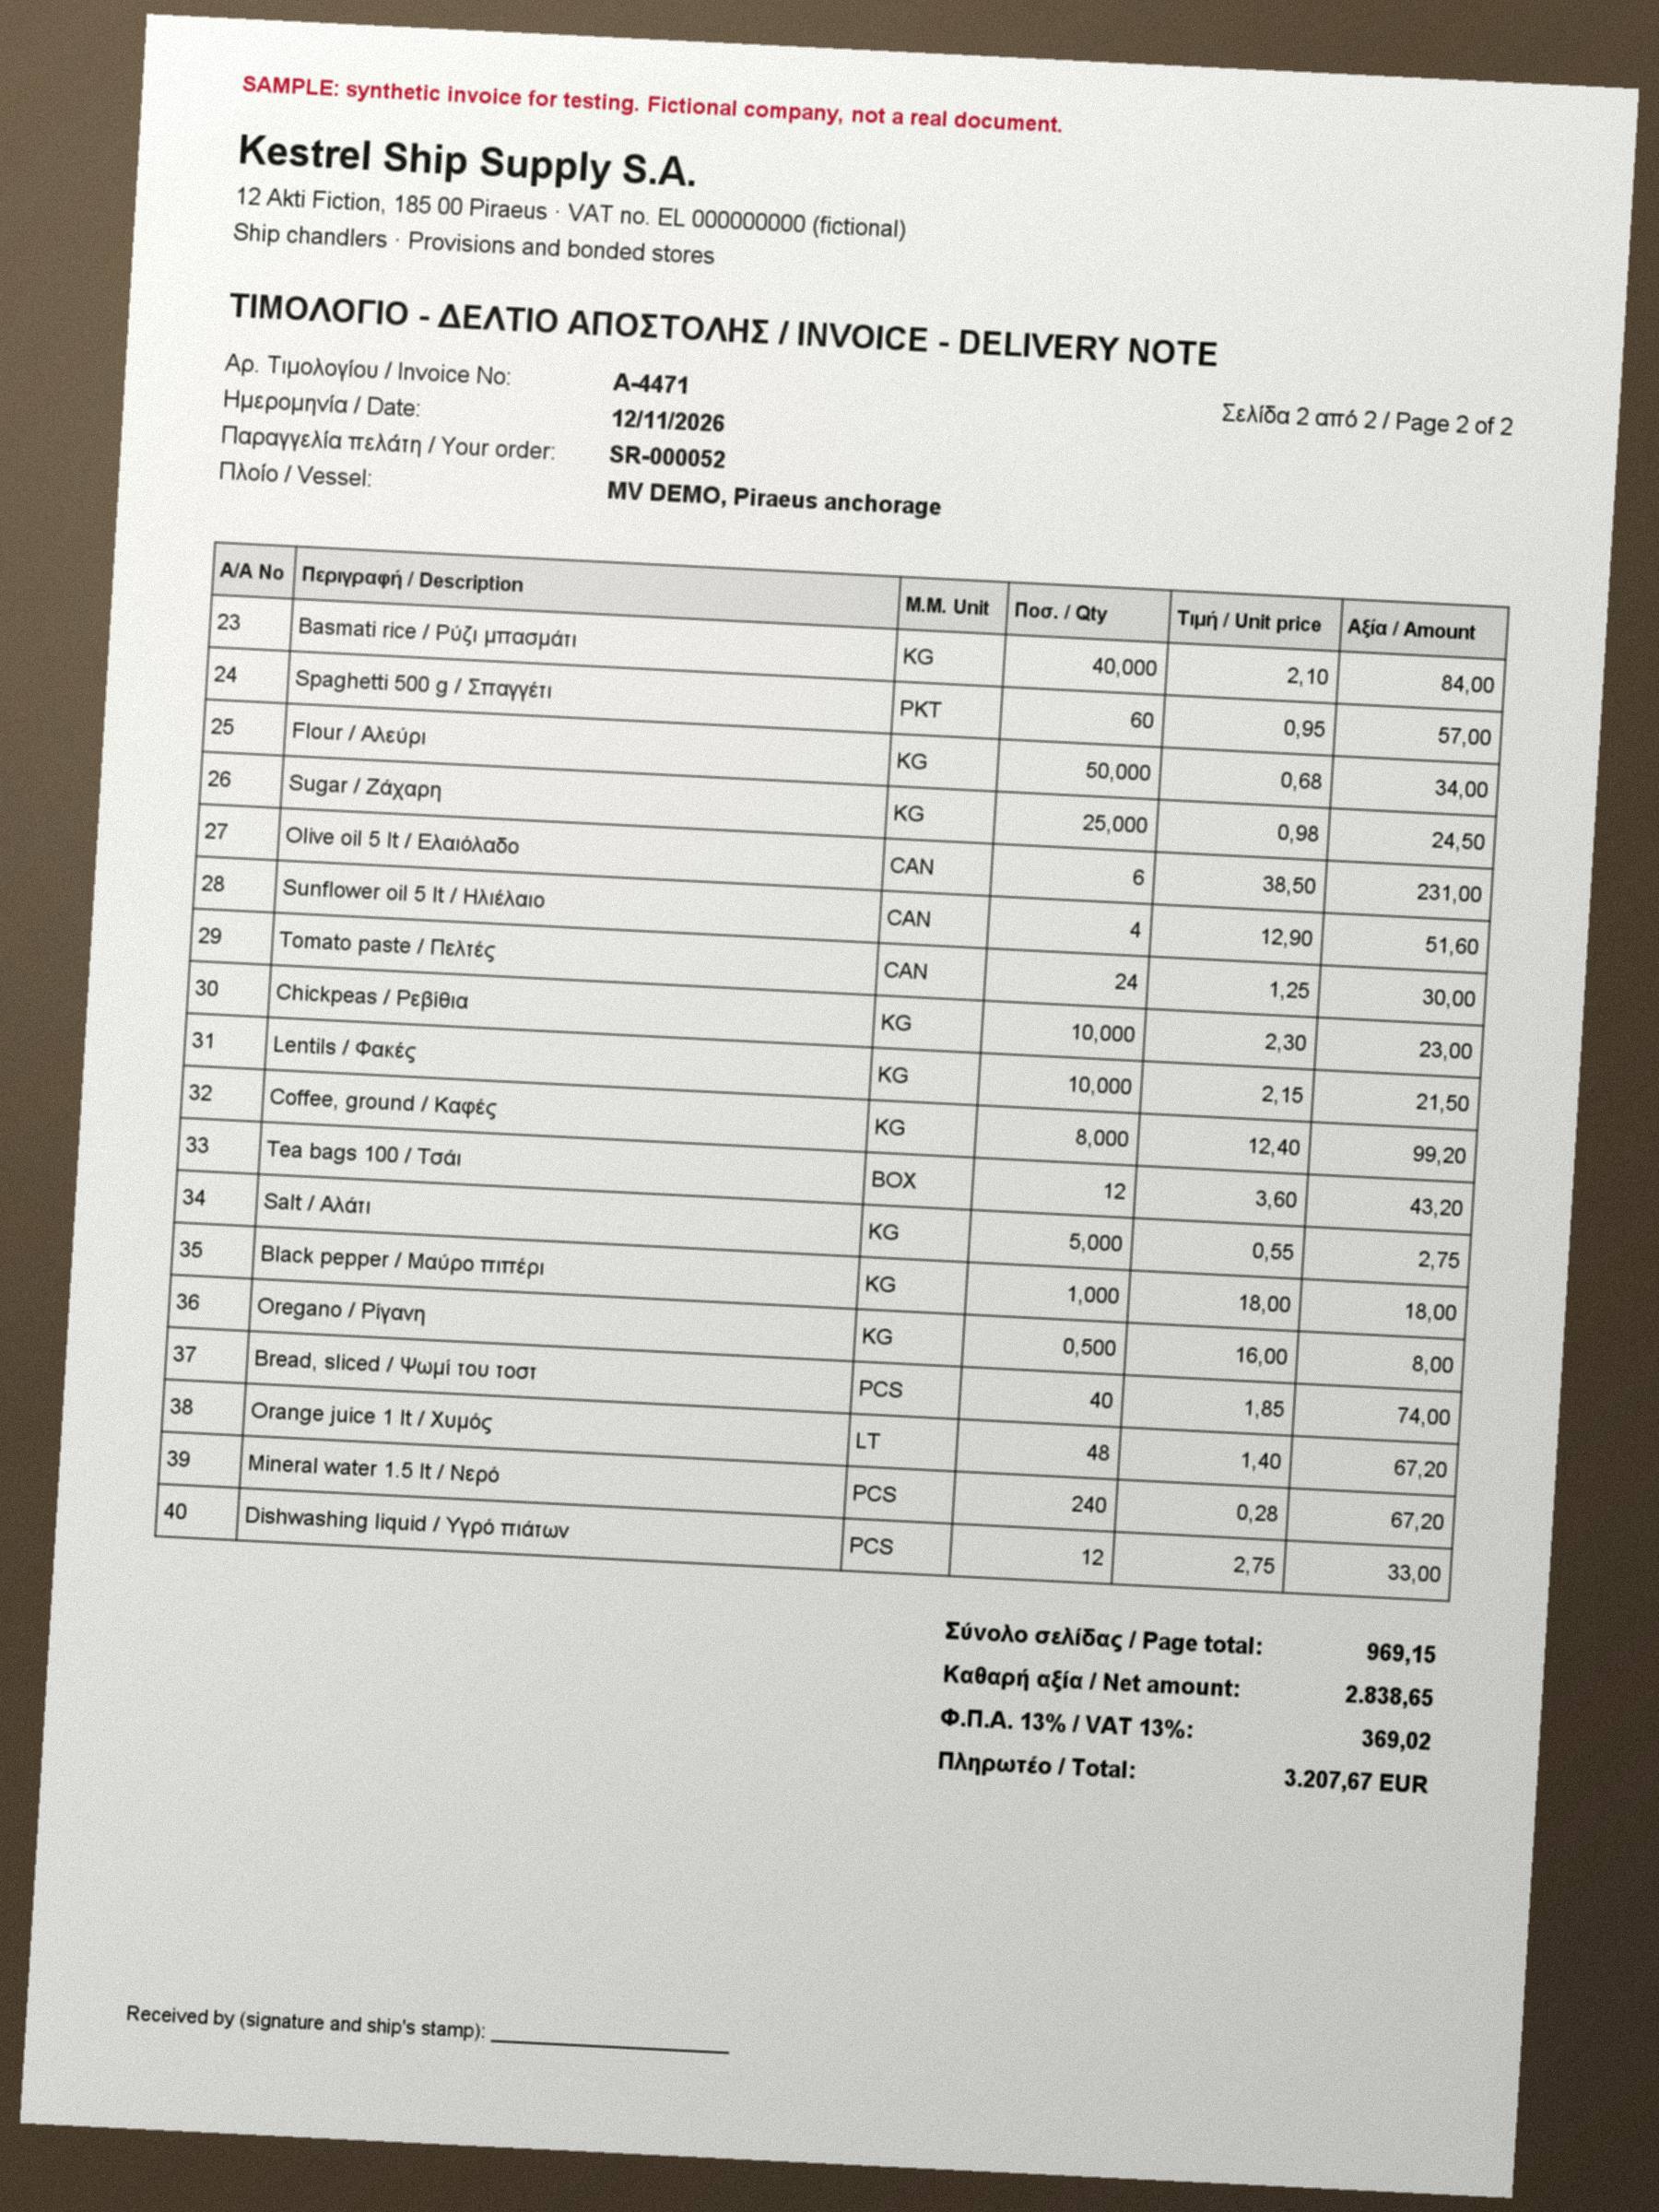 SAMPLE: synthetic invoice for testing. Fictional company, not a real document.
Kestrel Ship Supply S.A.
12 Akti Fiction, 185 00 Piraeus · VAT no. EL 000000000 (fictional)
Ship chandlers · Provisions and bonded stores
ΤΙΜΟΛΟΓΙΟ - ΔΕΛΤΙΟ ΑΠΟΣΤΟΛΗΣ / INVOICE - DELIVERY NOTE
Αρ. Τιμολογίου / Invoice No: A-4471
Ημερομηνία / Date: 12/11/2026
Παραγγελία πελάτη / Your order: SR-000052
Πλοίο / Vessel: MV DEMO, Piraeus anchorage
Σελίδα 2 από 2 / Page 2 of 2
Α/Α No Περιγραφή / Description Μ.Μ. Unit Ποσ. / Qty Τιμή / Unit price Αξία / Amount
23 Basmati rice / Ρύζι μπασμάτι KG 40,000 2,10 84,00
24 Spaghetti 500 g / Σπαγγέτι PKT 60 0,95 57,00
25 Flour / Αλεύρι KG 50,000 0,68 34,00
26 Sugar / Ζάχαρη KG 25,000 0,98 24,50
27 Olive oil 5 lt / Ελαιόλαδο CAN 6 38,50 231,00
28 Sunflower oil 5 lt / Ηλιέλαιο CAN 4 12,90 51,60
29 Tomato paste / Πελτές CAN 24 1,25 30,00
30 Chickpeas / Ρεβίθια KG 10,000 2,30 23,00
31 Lentils / Φακές KG 10,000 2,15 21,50
32 Coffee, ground / Καφές KG 8,000 12,40 99,20
33 Tea bags 100 / Τσάι BOX 12 3,60 43,20
34 Salt / Αλάτι KG 5,000 0,55 2,75
35 Black pepper / Μαύρο πιπέρι KG 1,000 18,00 18,00
36 Oregano / Ρίγανη KG 0,500 16,00 8,00
37 Bread, sliced / Ψωμί του τοστ PCS 40 1,85 74,00
38 Orange juice 1 lt / Χυμός LT 48 1,40 67,20
39 Mineral water 1.5 lt / Νερό PCS 240 0,28 67,20
40 Dishwashing liquid / Υγρό πιάτων PCS 12 2,75 33,00
Σύνολο σελίδας / Page total: 969,15
Καθαρή αξία / Net amount: 2.838,65
Φ.Π.Α. 13% / VAT 13%: 369,02
Πληρωτέο / Total: 3.207,67 EUR
Received by (signature and ship's stamp): ____________________